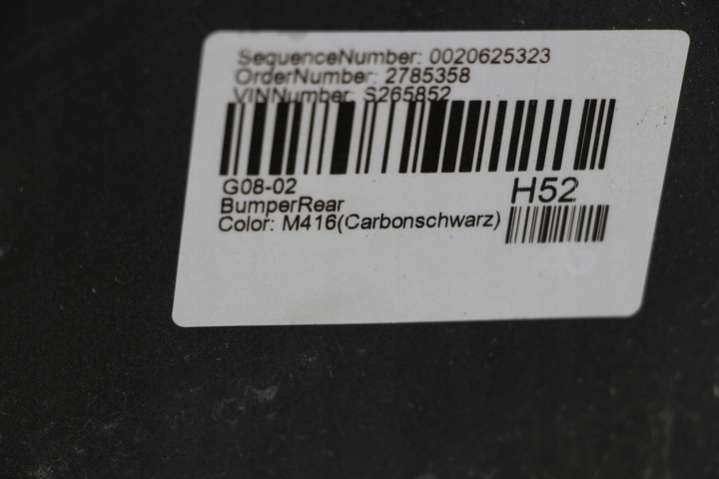 SequenceNumber: 0020625323
OrderNumber: 2785358
VINNumber: S265852
G08-02
H52
BumperRear
Color: M416(Carbonschwarz)